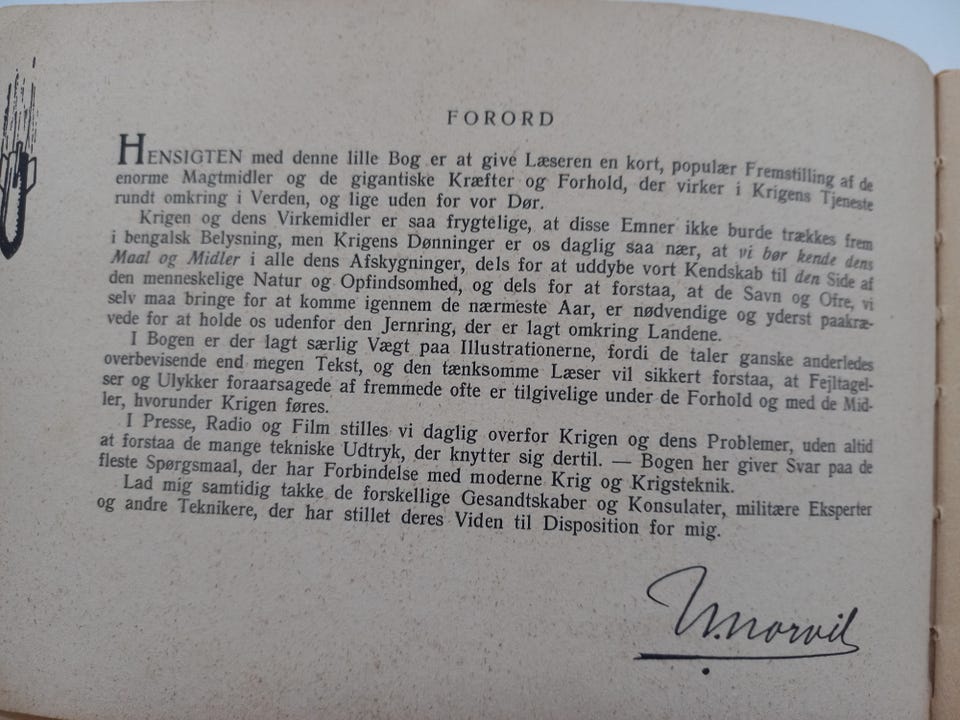 FORORD
HENSIGTEN med denne lille Bog er at give Læseren en kort, populær Fremstilling af de
enorme Magtmidler og de gigantiske Kræfter og Forhold, der virker i Krigens Tjeneste
rundt omkring i Verden, og lige uden for vor Dør.
Krigen og dens Virkemidler er saa frygtelige, at disse Emner ikke burde trækkes frem
i bengalsk Belysning, men Krigens Dønninger er os daglig saa nær, at vi bør kende dens
Maal og Midler i alle dens Afskygninger, dels for at uddybe vort Kendskab til den Side af
den menneskelige Natur og Opfindsomhed, og dels for at forstaa, at de Savn og Ofre, vi
selv maa bringe for at komme igennem de nærmeste Aar, er nødvendige og yderst paakræ-
vede for at holde os udenfor den Jernring, der er lagt omkring Landene.
I Bogen er der lagt særlig Vægt paa Illustrationerne, fordi de taler ganske anderledes
overbevisende end megen Tekst, og den tænksomme Læser vil sikkert forstaa, at Fejltagel-
ser og Ulykker foraarsagede af fremmede ofte er tilgivelige under de Forhold og med de Mid-
ler, hvorunder Krigen føres.
I Presse, Radio og Film stilles vi daglig overfor Krigen og dens Problemer, uden altid
at forstaa de mange tekniske Udtryk, der knytter sig dertil. — Bogen her giver Svar paa de
fleste Spørgsmaal, der har Forbindelse med moderne Krig og Krigsteknik.
Lad mig samtidig takke de forskellige Gesandtskaber og Konsulater, militære Eksperter
og andre Teknikere, der har stillet deres Viden til Disposition for mig.